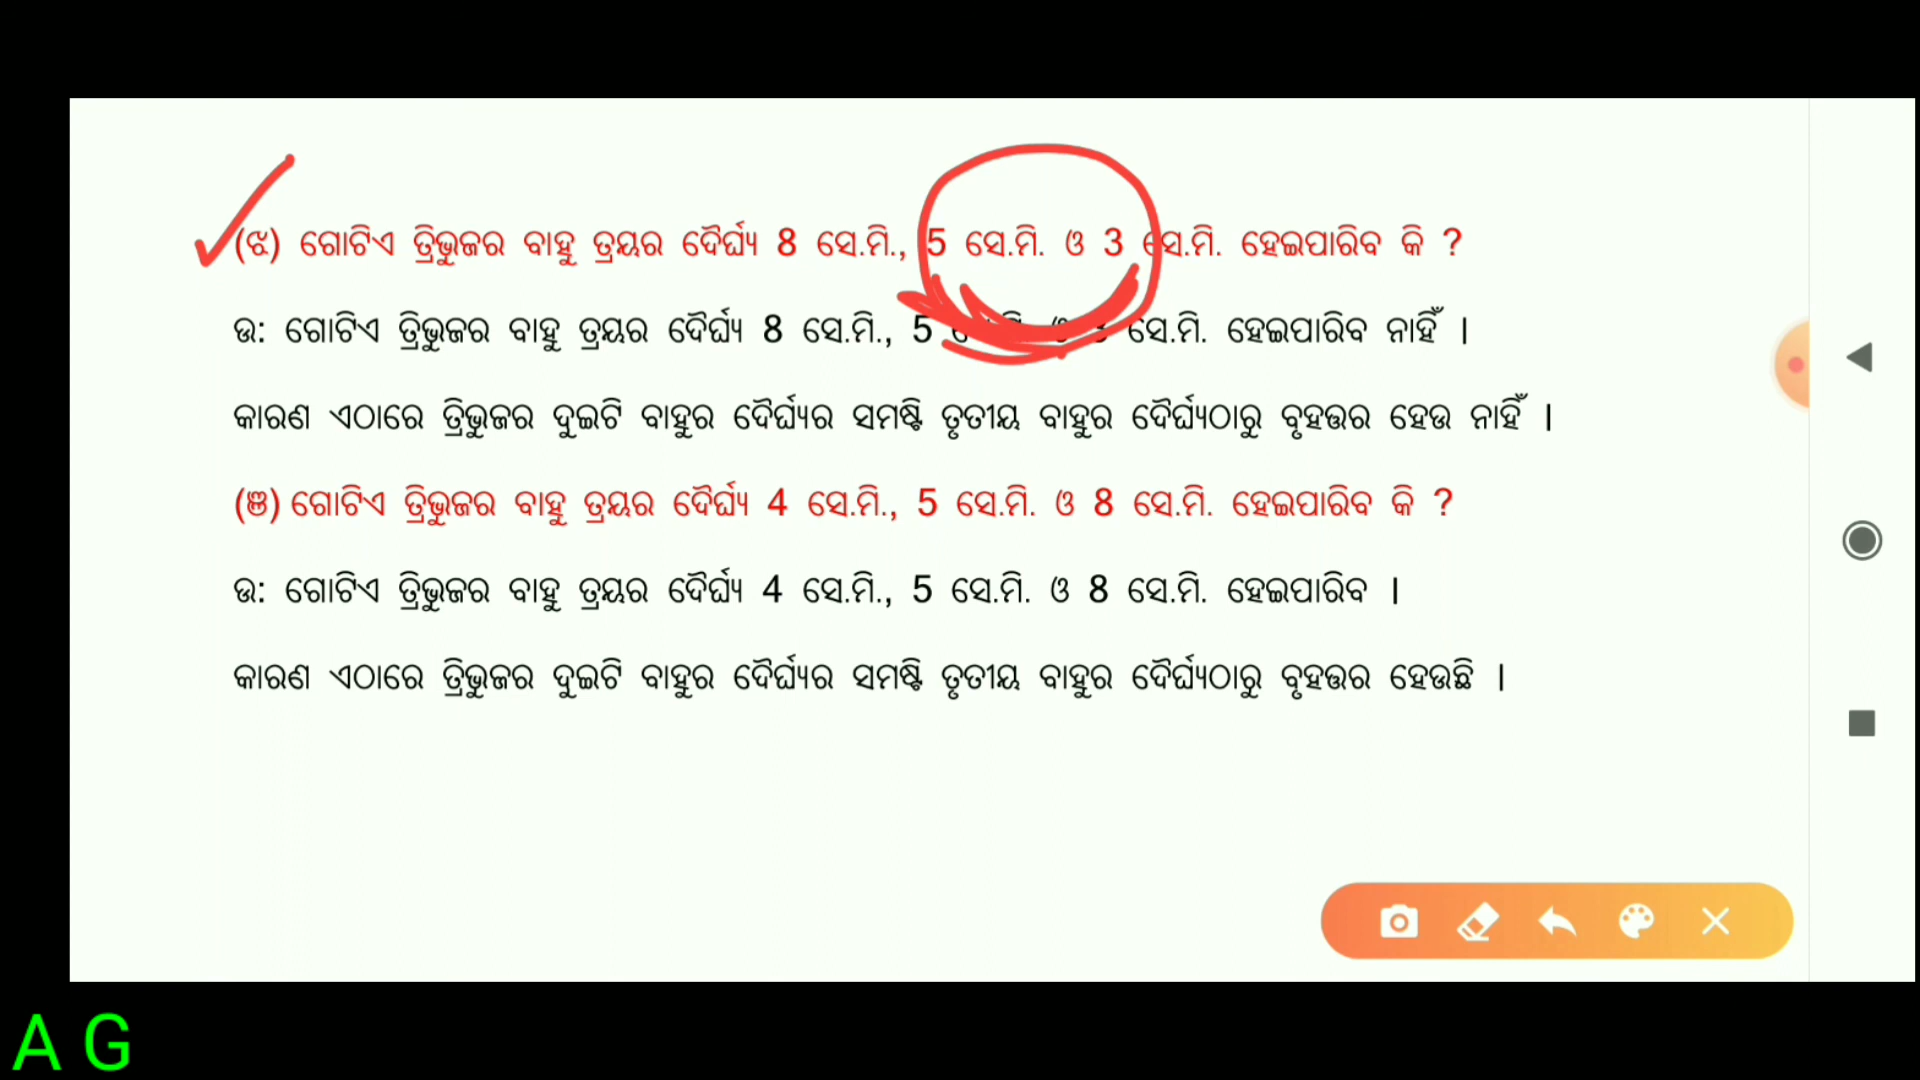 (ଝ) ଗୋଟିଏ ତ୍ରିଭୁଜର ବାହୁ ତ୍ରୟର ଦୈର୍ଘ୍ୟ 8 ସେ.ମି., 5 ସେ.ମି. ଓ 3 ସେ.ମି. ହେଇପାରିବ କି ?
ଉ: ଗୋଟିଏ ତ୍ରିଭୁଜର ବାହୁ ତ୍ରୟର ଦୈର୍ଘ୍ୟ 8 ସେ.ମି., 5 ସେ.ମି. ଓ 3 ସେ.ମି. ହେଇପାରିବ ନାହିଁ |
କାରଣ ଏଠାରେ ତ୍ରିଭୁଜର ଦୁଇଟି ବାହୁର ଦୈର୍ଘ୍ୟର ସମଷ୍ଟି ତୃତୀୟ ବାହୁର ଦୈର୍ଘ୍ୟଠାରୁ ବୃହତ୍ତର ହେଉ ନାହିଁ |
(ଞ) ଗୋଟିଏ ତ୍ରିଭୁଜର ବାହୁ ତ୍ରୟର ଦୈର୍ଘ୍ୟ 4 ସେ.ମି., 5 ସେ.ମି. ଓ 8 ସେ.ମି. ହେଇପାରିବ କି ?
ଉ: ଗୋଟିଏ ତ୍ରିଭୁଜର ବାହୁ ତ୍ରୟର ଦୈର୍ଘ୍ୟ 4 ସେ.ମି., 5 ସେ.ମି. ଓ 8 ସେ.ମି. ହେଇପାରିବ |
କାରଣ ଏଠାରେ ତ୍ରିଭୁଜର ଦୁଇଟି ବାହୁର ଦୈର୍ଘ୍ୟର ସମଷ୍ଟି ତୃତୀୟ ବାହୁର ଦୈର୍ଘ୍ୟଠାରୁ ବୃହତ୍ତର ହେଉଛି |
A G